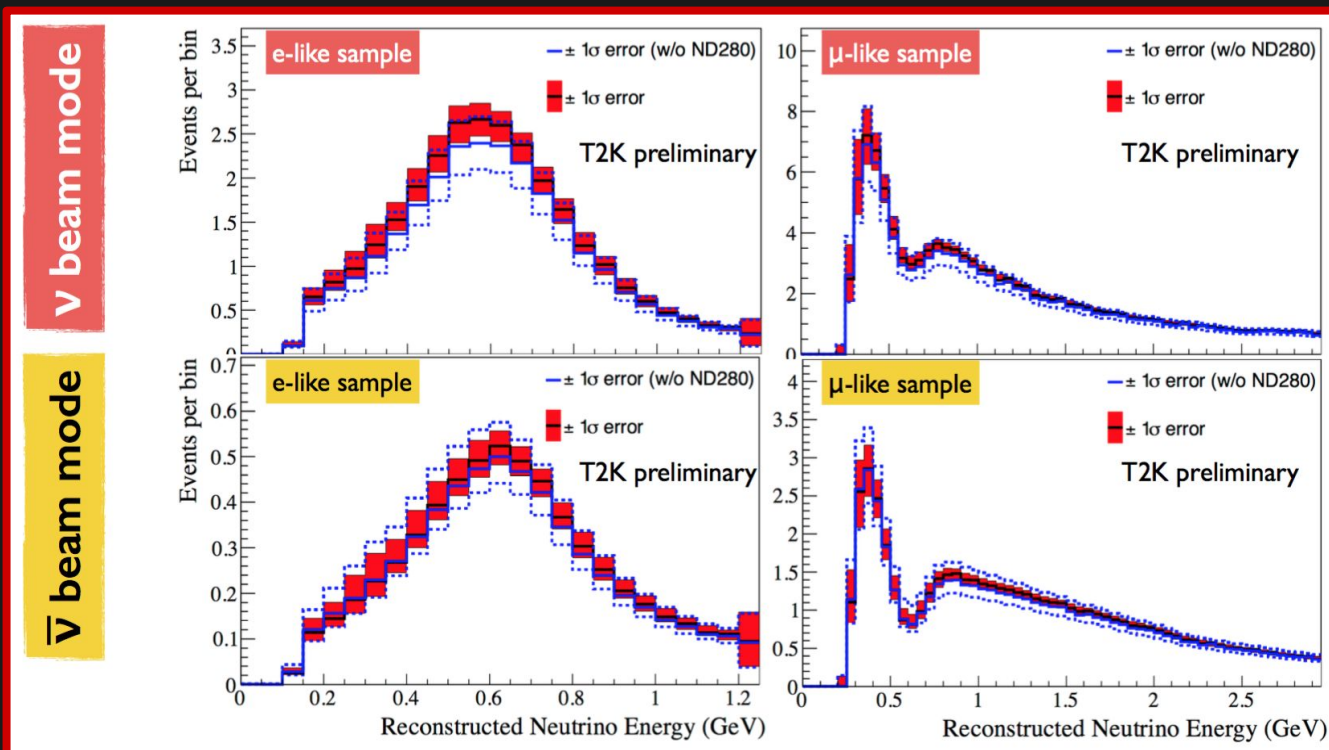 ν beam mode
Events per bin
e-like sample
± 1σ error (w/o ND280)
± 1σ error
T2K preliminary
3.5
3
2.5
2
1.5
1
0.5
0
μ-like sample
± 1σ error (w/o ND280)
± 1σ error
T2K preliminary
10
8
6
4
2
0
ν̅ beam mode
Events per bin
e-like sample
± 1σ error (w/o ND280)
± 1σ error
T2K preliminary
0.7
0.6
0.5
0.4
0.3
0.2
0.1
0
0 0.2 0.4 0.6 0.8 1 1.2
Reconstructed Neutrino Energy (GeV)
μ-like sample
± 1σ error (w/o ND280)
± 1σ error
T2K preliminary
4
3.5
3
2.5
2
1.5
1
0.5
0
0 0.5 1 1.5 2 2.5
Reconstructed Neutrino Energy (GeV)